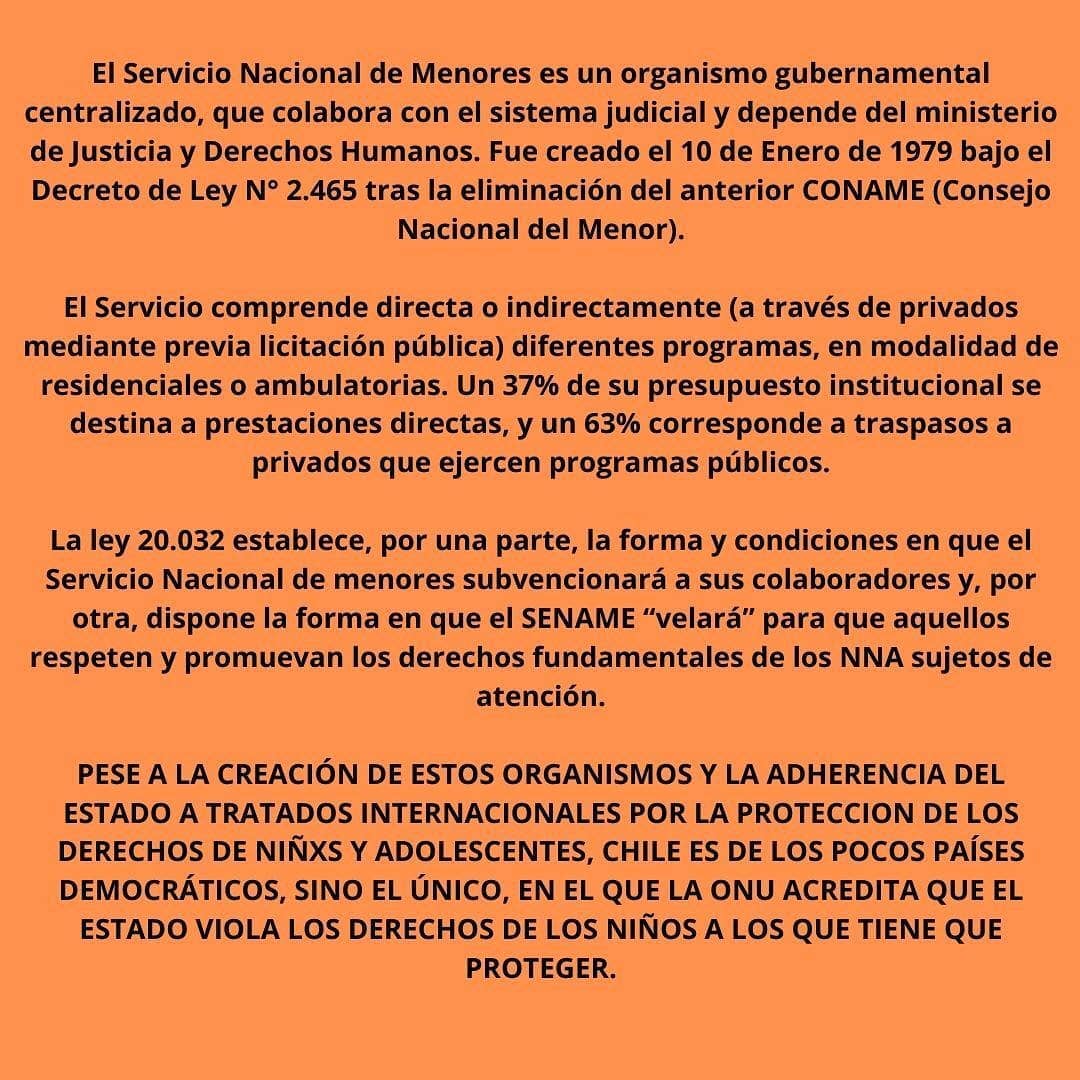 El Servicio Nacional de Menores es un organismo gubernamental
centralizado, que colabora con el sistema judicial y depende del ministerio
de Justicia y Derechos Humanos. Fue creado el 10 de Enero de 1979 bajo el
Decreto de Ley N° 2.465 tras la eliminación del anterior CONAME (Consejo
Nacional del Menor).
El Servicio comprende directa o indirectamente (a través de privados
mediante previa licitación pública) diferentes programas, en modalidad de
residenciales o ambulatorias. Un 37% de su presupuesto institucional se
destina a prestaciones directas, y un 63% corresponde a traspasos a
privados que ejercen programas públicos.
La ley 20.032 establece, por una parte, la forma y condiciones en que el
Servicio Nacional de menores subvencionará a sus colaboradores y, por
otra, dispone la forma en que el SENAME “velará” para que aquellos
respeten y promuevan los derechos fundamentales de los NNA sujetos de
atención.
PESE A LA CREACIÓN DE ESTOS ORGANISMOS Y LA ADHERENCIA DEL
ESTADO A TRATADOS INTERNACIONALES POR LA PROTECCION DE LOS
DERECHOS DE NIÑXS Y ADOLESCENTES, CHILE ES DE LOS POCOS PAÍSES
DEMOCRÁTICOS, SINO EL ÚNICO, EN EL QUE LA ONU ACREDITA QUE EL
ESTADO VIOLA LOS DERECHOS DE LOS NIÑOS A LOS QUE TIENE QUE
PROTEGER.